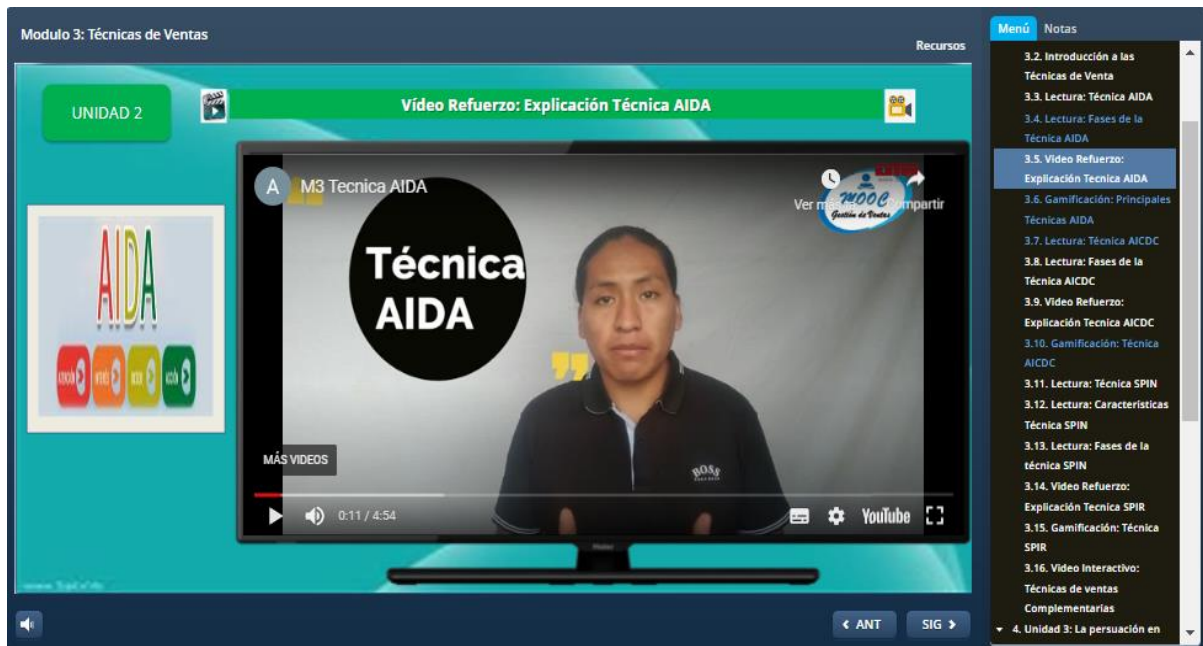 Modulo 3: Técnicas de Ventas
Recursos
UNIDAD 2
Vídeo Refuerzo: Explicación Técnica AIDA
AIDA
ATENCIÓN
INTERÉS
ACCIÓN
A
M3 Tecnica AIDA
Ver más
Compartir
MOOC
Gestión de Ventas
Técnica
AIDA
BOSS
MÁS VIDEOS
0:11 / 4:54
YouTube
ANT
SIG
Menú
Notas
3.2. Introducción a las
Técnicas de Venta
3.3. Lectura: Técnica AIDA
3.4. Lectura: Fases de la
Técnica AIDA
3.5. Video Refuerzo:
Explicación Tecnica AIDA
3.6. Gamificación: Principales
Técnicas AIDA
3.7. Lectura: Técnica AICDC
3.8. Lectura: Fases de la
Técnica AICDC
3.9. Video Refuerzo:
Explicación Tecnica AICDC
3.10. Gamificación: Técnica
AICDC
3.11. Lectura: Técnica SPIN
3.12. Lectura: Caracteristicas
Técnica SPIN
3.13. Lectura: Fases de la
técnica SPIN
3.14. Video Refuerzo:
Explicación Tecnica SPIR
3.15. Gamificación: Técnica
SPIR
3.16. Video Interactivo:
Técnicas de ventas
Complementarias
4. Unidad 3: La persuación en